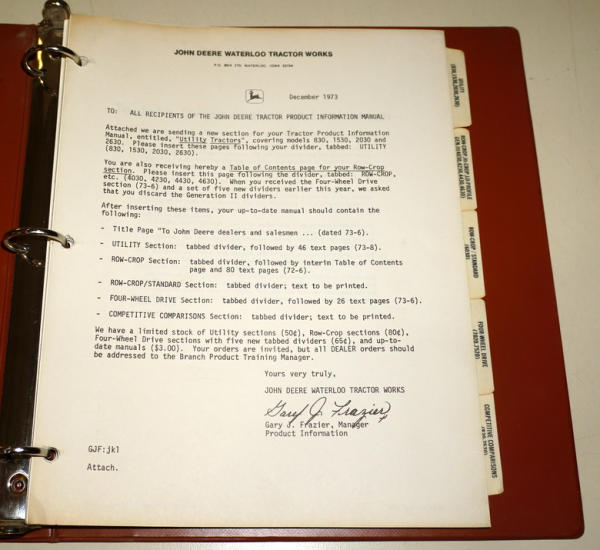 JOHN DEERE WATERLOO TRACTOR WORKS
P.O. BOX 270 WATERLOO, IOWA 50704
December 1973
TO: ALL RECIPIENTS OF THE JOHN DEERE TRACTOR PRODUCT INFORMATION MANUAL
Attached we are sending a new section for your Tractor Product Information
Manual, entitled, "Utility Tractors", covering models 830, 1530, 2030 and
2630. Please insert these pages following your divider, tabbed: UTILITY
(830, 1530, 2030, 2630).
You are also receiving hereby a Table of Contents page for your Row-Crop
section. Please insert this page following the divider, tabbed: ROW-CROP,
etc. (4030, 4230, 4430, 4630). When you received the Four-Wheel Drive
section (73-6) and a set of five new dividers earlier this year, we asked
that you discard the Generation II dividers.
After inserting these items, your up-to-date manual should contain the
following:
- Title Page "To John Deere dealers and salesmen ... (dated 73-6).
- UTILITY Section: tabbed divider, followed by 46 text pages (73-8).
- ROW-CROP Section: tabbed divider, followed by interim Table of Contents
page and 80 text pages (72-6).
- ROW-CROP/STANDARD Section: tabbed divider; text to be printed.
- FOUR-WHEEL DRIVE Section: tabbed divider, followed by 26 text pages (73-6).
- COMPETITIVE COMPARISONS Section: tabbed divider; text to be printed.
We have a limited stock of Utility sections (50¢), Row-Crop sections (80¢),
Four-Wheel Drive sections with five new tabbed dividers (65¢), and up-to-
date manuals ($3.00). Your orders are invited, but all DEALER orders should
be addressed to the Branch Product Training Manager.
Yours very truly,
JOHN DEERE WATERLOO TRACTOR WORKS
Gary J. Frazier
Gary J. Frazier, Manager
Product Information
GJF:jkl
Attach.
UTILITY
(830,1530,2030,2630)
ROW-CROP
ROW-CROP / STANDARD
FOUR-WHEEL DRIVE
(7020,7520)
COMPETITIVE COMPARISONS